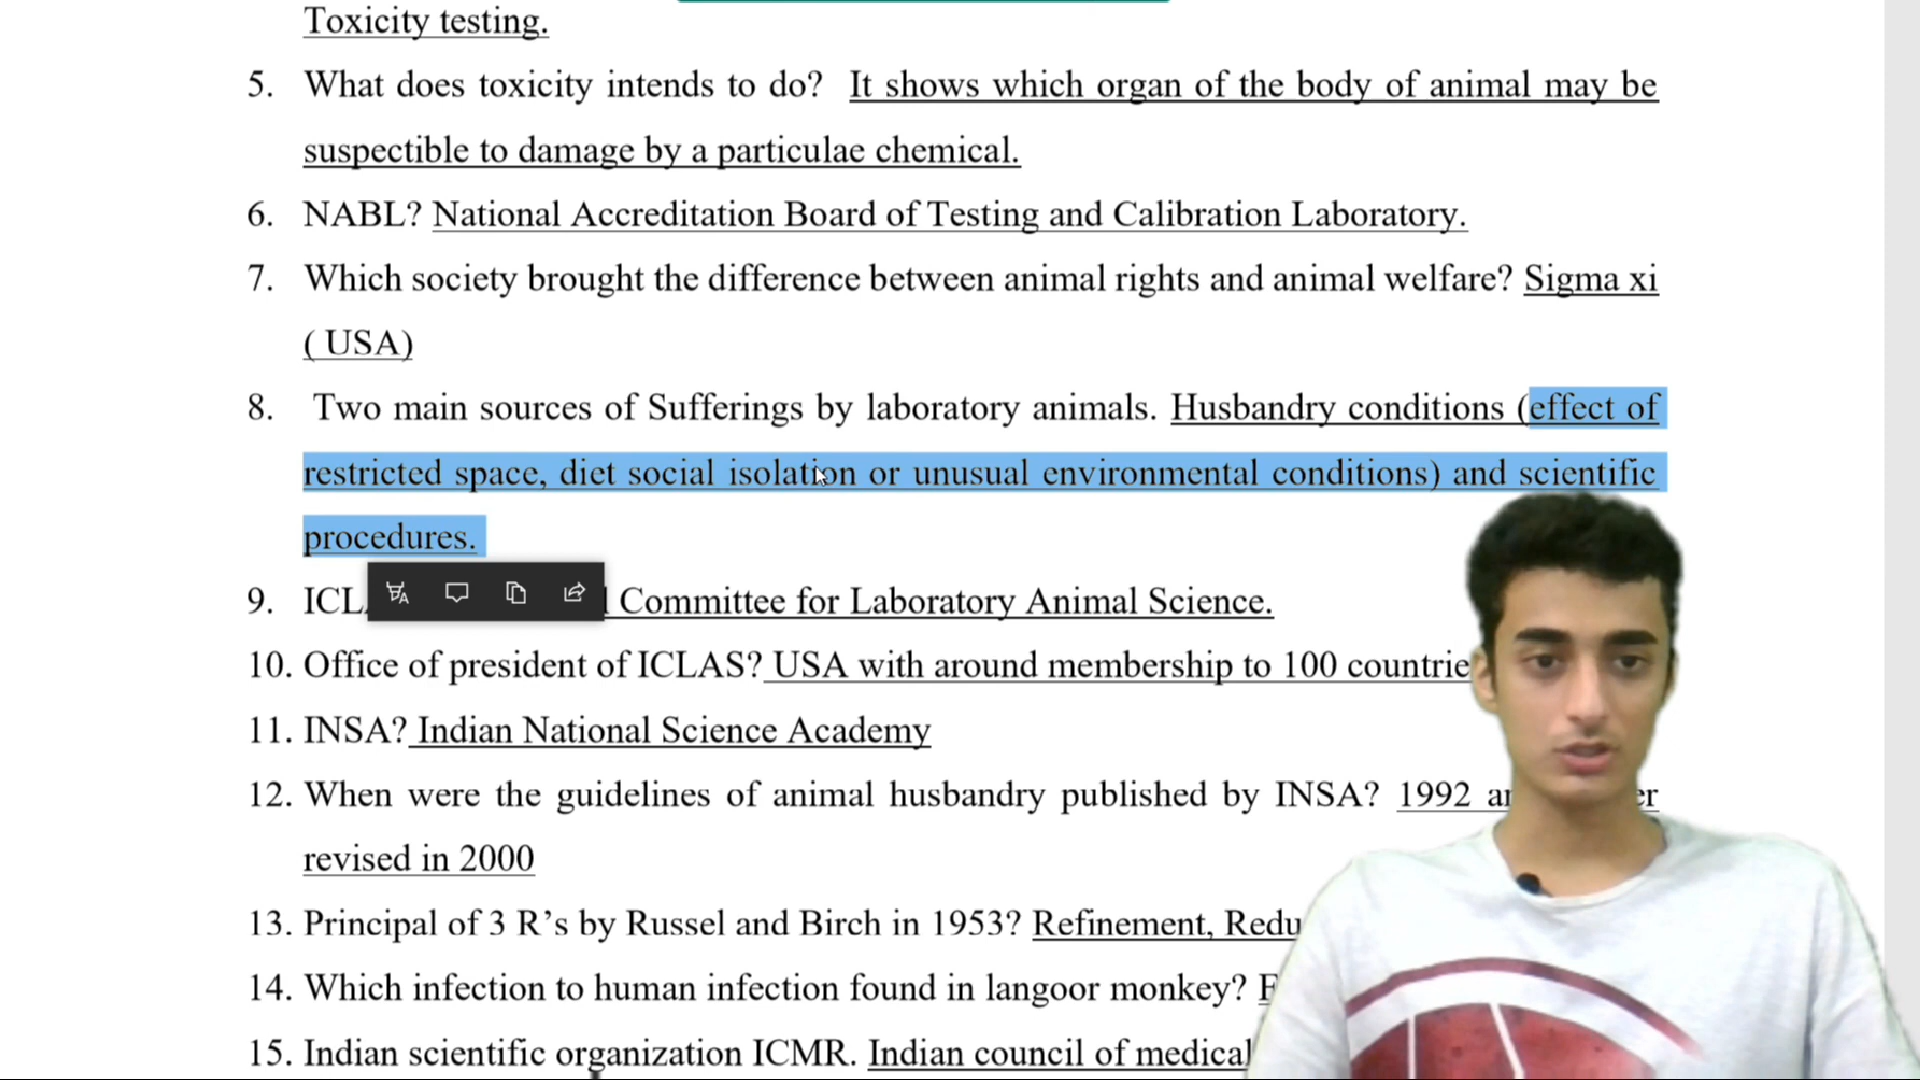 Toxicity testing.
5. What does toxicity intends to do? It shows which organ of the body of animal may be
suspectible to damage by a particulae chemical.
6. NABL? National Accreditation Board of Testing and Calibration Laboratory.
7. Which society brought the difference between animal rights and animal welfare? Sigma xi
( USA)
8. Two main sources of Sufferings by laboratory animals. Husbandry conditions (effect of
restricted space, diet social isolation or unusual environmental conditions) and scientific
procedures.
9. Committee for Laboratory Animal Science.
10. Office of president of ICLAS? USA with around membership to 100
11. INSA? Indian National Science Academy
12. When were the guidelines of animal husbandry published by INSA? 1992
revised in 2000
13. Principal of 3 R's by Russel and Birch in 1953? Refinement,
14. Which infection to human infection found in langoor monkey?
15. Indian scientific organization ICMR. Indian council of medical